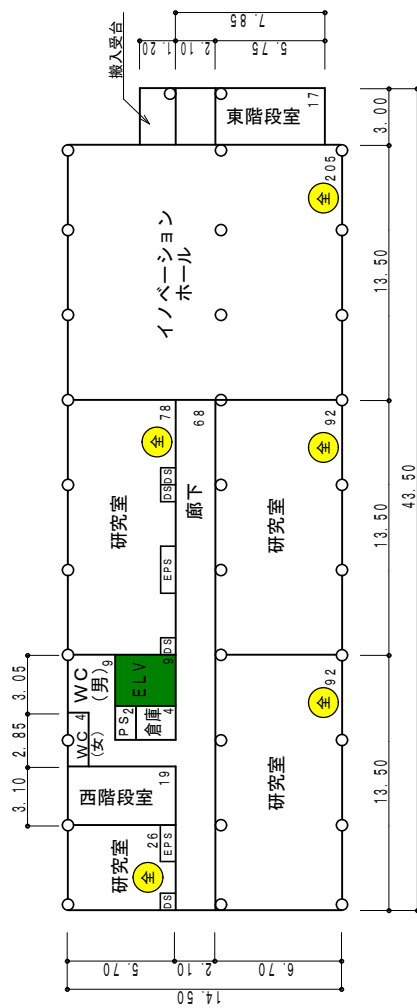 搬入受台
1.20
2.10
5.75
7.85
東階段室
17
3.00
イノベーション
ホール
全
205
13.50
研究室
全
78
DS
DS
EPS
DS
68
廊下
研究室
全
92
13.50
43.50
WC
(男)
9
ELV
9
WC
(女)
4
PS
2
倉庫
4
3.05
2.85
3.10
西階段室
19
研究室
全
26
EPS
DS
研究室
全
92
13.50
5.70
2.10
6.70
14.50